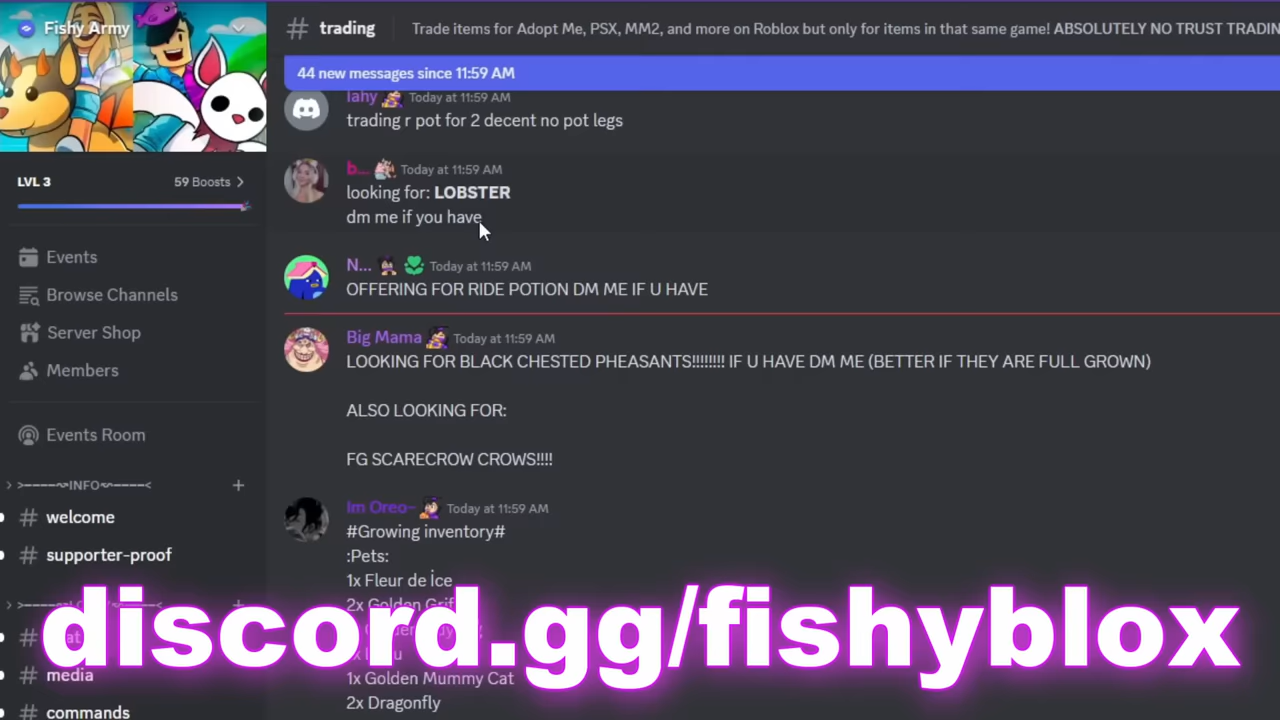 Fishy Army
# trading
Trade items for Adopt Me, PSX, MM2, and more on Roblox but only for items in that same game! ABSOLUTELY NO TRUST TRADIN
44 new messages since 11:59 AM
LVL 3
59 Boosts
Events
Browse Channels
Server Shop
Members
Events Room
>-----~INFO~-----<
# welcome
# supporter-proof
# media
# commands
lahy Today at 11:59 AM
trading r pot for 2 decent no pot legs
b... Today at 11:59 AM
looking for: LOBSTER
dm me if you have
N... Today at 11:59 AM
OFFERING FOR RIDE POTION DM ME IF U HAVE
Big Mama Today at 11:59 AM
LOOKING FOR BLACK CHESTED PHEASANTS!!!!!!!! IF U HAVE DM ME (BETTER IF THEY ARE FULL GROWN)
ALSO LOOKING FOR:
FG SCARECROW CROWS!!!!
Im Oreo~ Today at 11:59 AM
#Growing inventory#
:Pets:
1x Fleur de İce
2x Golden
1x Golden Mummy Cat
2x Dragonfly
discord.gg/fishyblox